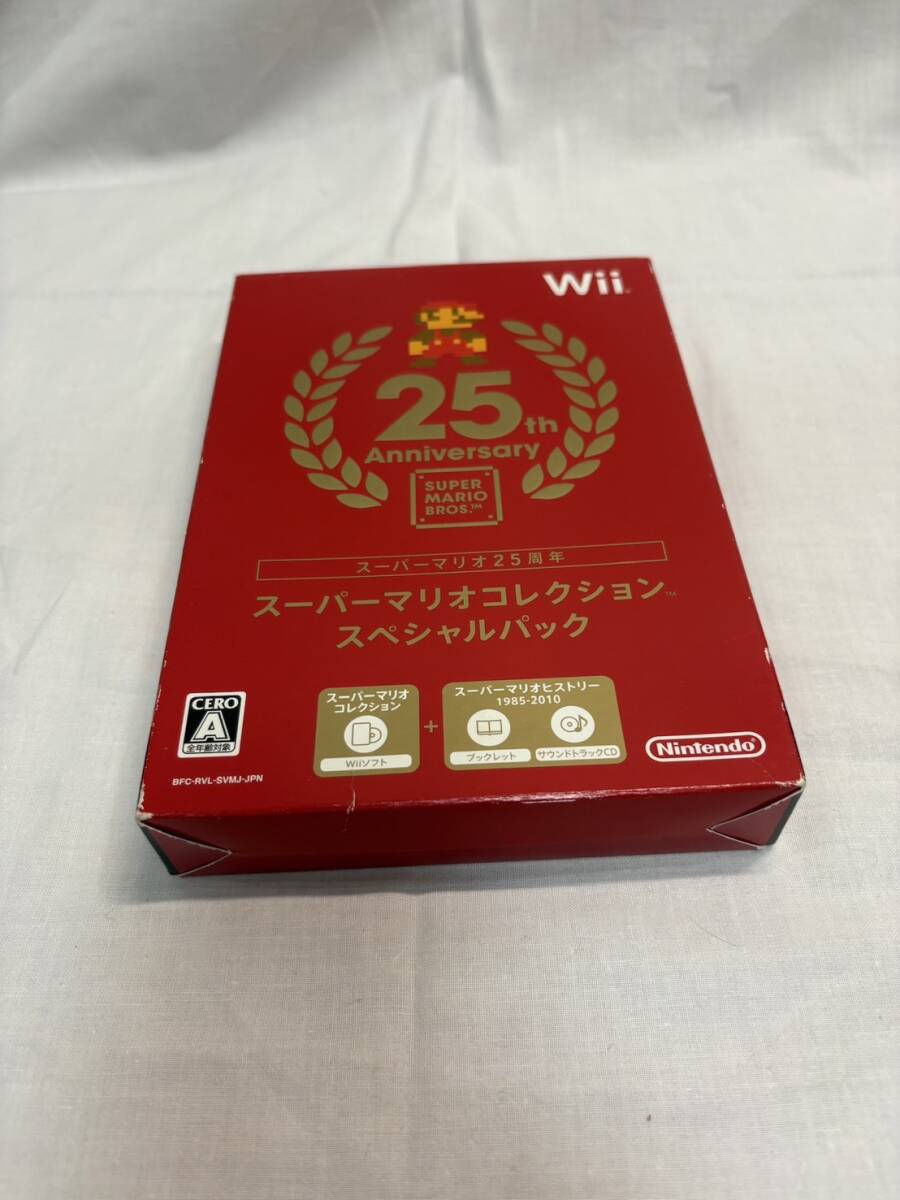 Wii™
25th
Anniversary
SUPER
MARIO
BROS.™
スーパーマリオ25周年
スーパーマリオコレクション™
スペシャルパック
CERO
A
全年齢対象
スーパーマリオ
コレクション
Wiiソフト
+
スーパーマリオヒストリー
1985-2010
ブックレット
サウンドトラックCD
Nintendo
BFC-RVL-SVMJ-JPN